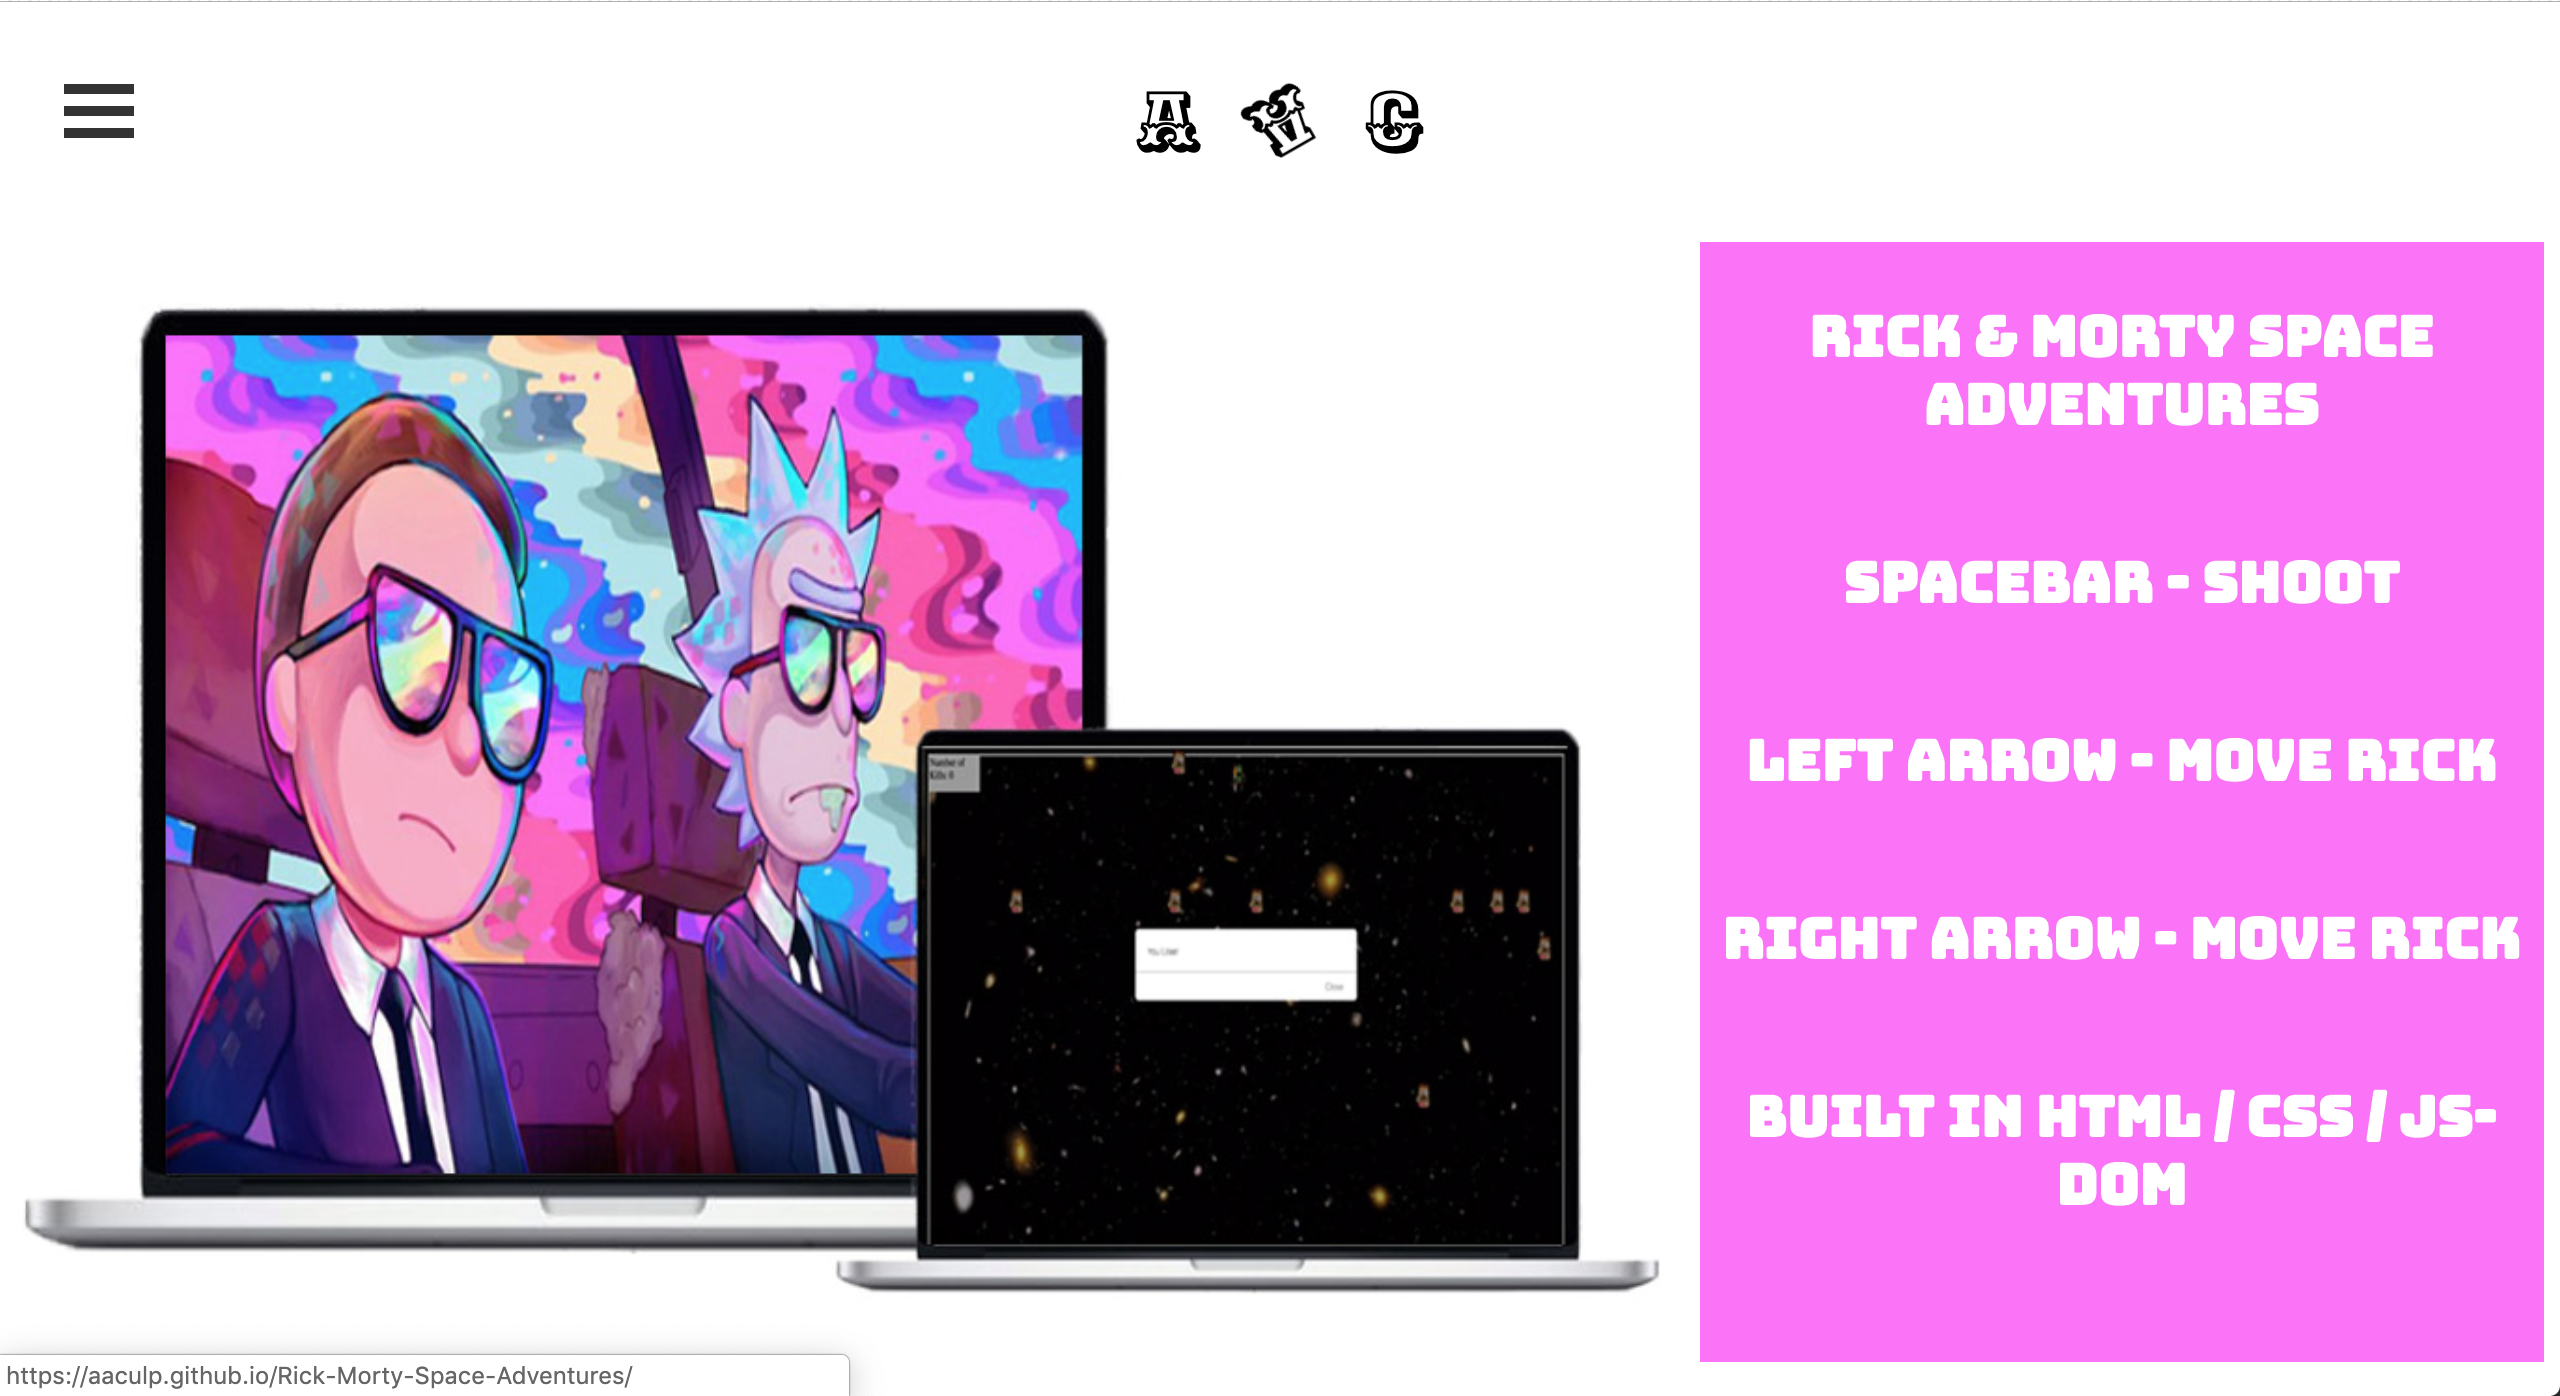 A V C
RICK & MORTY SPACE
ADVENTURES
SPACEBAR - SHOOT
LEFT ARROW - MOVE RICK
RIGHT ARROW - MOVE RICK
BUILT IN HTML / CSS / JS-
DOM
Number of
Kills: 0
You Lose!
Close
https://aaculp.github.io/Rick-Morty-Space-Adventures/